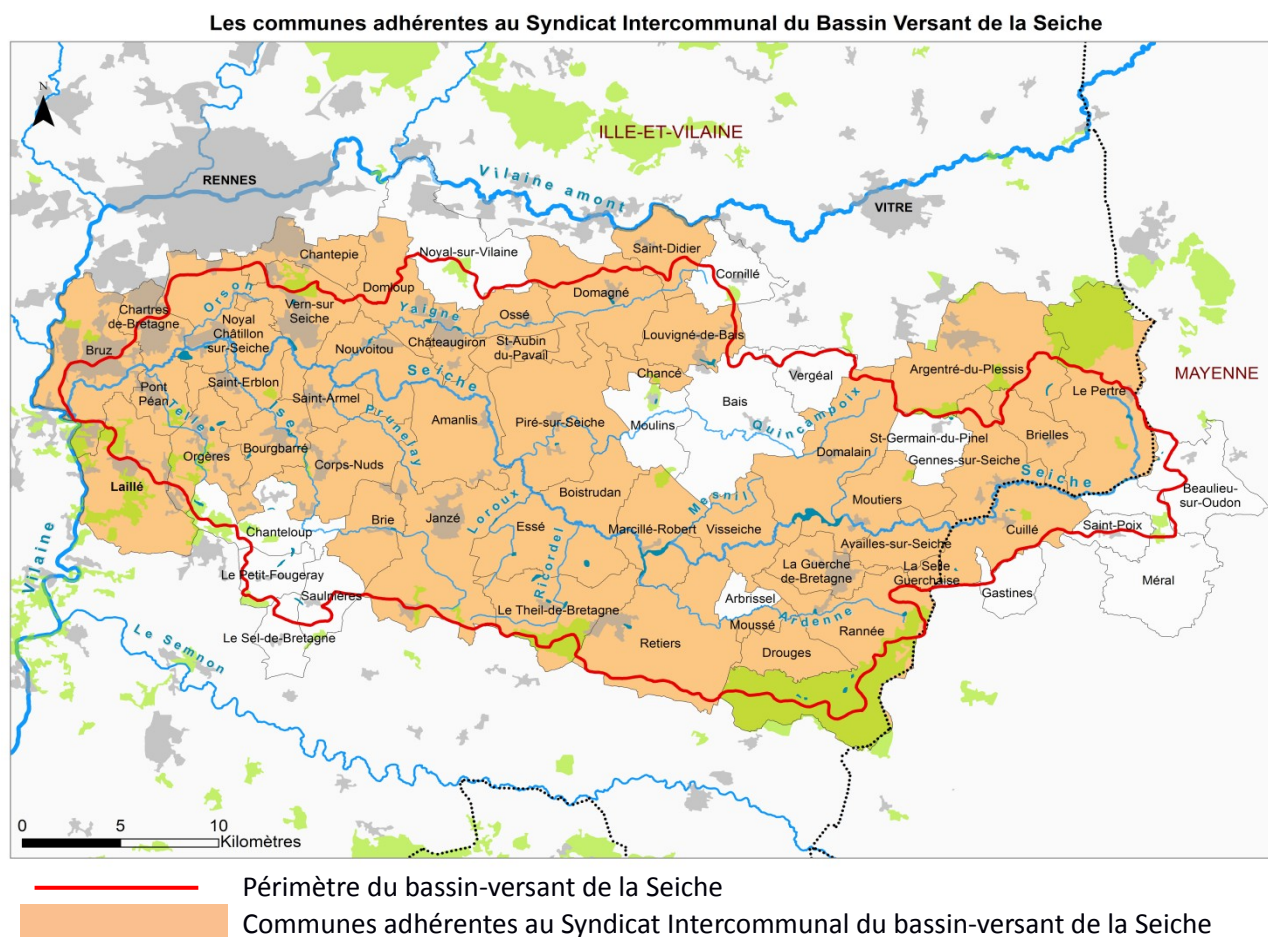 Les communes adhérentes au Syndicat Intercommunal du Bassin Versant de la Seiche
N
ILLE-ET-VILAINE
RENNES
Vilaine amont
VITRE
Saint-Didier
Chantepie
Noyal-sur-Vilaine
Cornillé
Domloup
Domagné
Orson
Chartres
de-Bretagne
Vern-sur
Seiche
Yaigne
Ossé
Noyal
Châtillon
sur-Seiche
Louvigné-de-Bais
Châteaugiron
St-Aubin
du-Pavail
Bruz
Nouvoitou
Seiche
Chancé
Vergéal
Argentré-du-Plessis
MAYENNE
Pont
Péan
Saint-Erblon
Saint-Armel
Le Pertre
Bais
Telle
Ise
Prunelay
Amanlis
Piré-sur-Seiche
Moulins
Quincampoix
St-Germain-du-Pinel
Brielles
Orgères
Bourgbarré
Corps-Nuds
Domalain
Gennes-sur-Seiche
Seiche
Laillé
Boistrudan
Mesnil
Moutiers
Beaulieu-
sur-Oudon
Loroux
Chanteloup
Brie
Janzé
Essé
Marcillé-Robert
Visseiche
Cuillé
Saint-Poix
Availles-sur-Seiche
Vilaine
Le Petit-Fougeray
Ricordel
La Guerche
de-Bretagne
La Selle
Guerchaise
Méral
Saulnières
Arbrissel
Gastines
Le Theil-de-Bretagne
Ardenne
Moussé
Rannée
Le Sel-de-Bretagne
Retiers
Drouges
Le Semnon
0 5 10
Kilomètres
Périmètre du bassin-versant de la Seiche
Communes adhérentes au Syndicat Intercommunal du bassin-versant de la Seiche